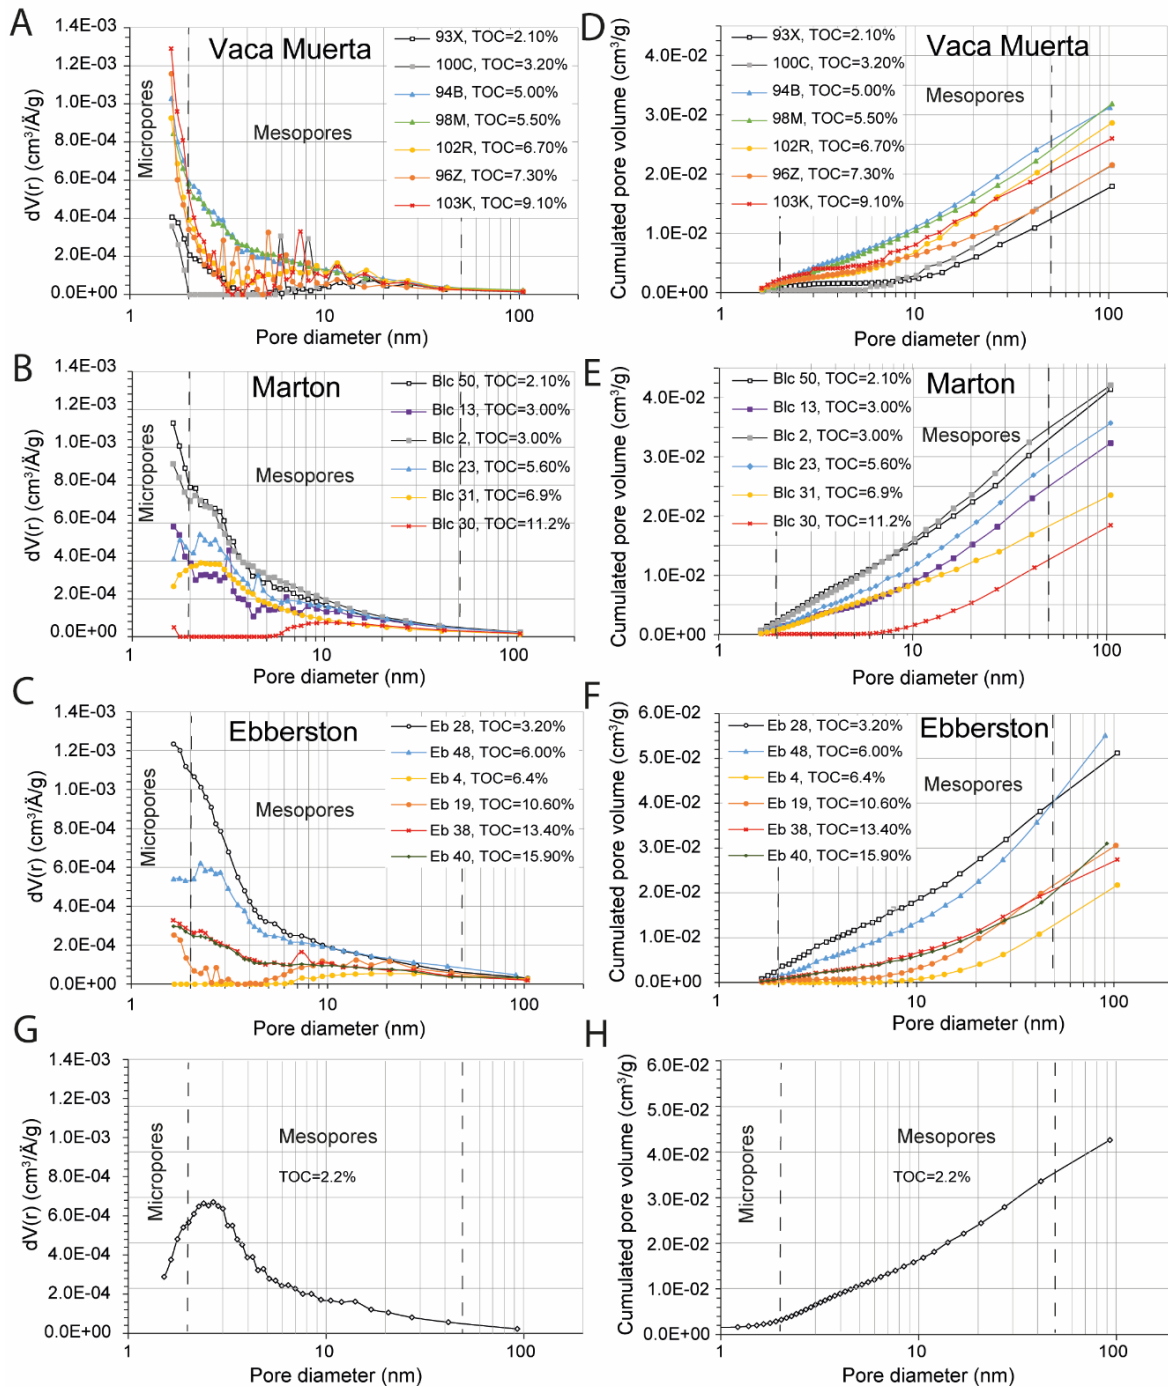 A
Vaca Muerta
dV(r) (cm³/Ä/g)
1.4E-03
1.2E-03
1.0E-03
8.0E-04
6.0E-04
4.0E-04
2.0E-04
0.0E+00
Micropores
Mesopores
93X, TOC=2.10%
100C, TOC=3.20%
94B, TOC=5.00%
98M, TOC=5.50%
102R, TOC=6.70%
96Z, TOC=7.30%
103K, TOC=9.10%
1 10 100
Pore diameter (nm)
D
Vaca Muerta
Cumulated pore volume (cm³/g)
4.0E-02
3.0E-02
2.0E-02
1.0E-02
0.0E+00
93X, TOC=2.10%
100C, TOC=3.20%
94B, TOC=5.00%
98M, TOC=5.50%
102R, TOC=6.70%
96Z, TOC=7.30%
103K, TOC=9.10%
Mesopores
1 10 100
Pore diameter (nm)
B
Marton
dV(r) (cm³/Ä/g)
1.4E-03
1.2E-03
1.0E-03
8.0E-04
6.0E-04
4.0E-04
2.0E-04
0.0E+00
Micropores
Mesopores
Blc 50, TOC=2.10%
Blc 13, TOC=3.00%
Blc 2, TOC=3.00%
Blc 23, TOC=5.60%
Blc 31, TOC=6.9%
Blc 30, TOC=11.2%
1 10 100
Pore diameter (nm)
E
Marton
Cumulated pore volume (cm³/g)
4.0E-02
3.0E-02
2.0E-02
1.0E-02
0.0E+00
Blc 50, TOC=2.10%
Blc 13, TOC=3.00%
Blc 2, TOC=3.00%
Blc 23, TOC=5.60%
Blc 31, TOC=6.9%
Blc 30, TOC=11.2%
Mesopores
1 10 100
Pore diameter (nm)
C
Ebberston
dV(r) (cm³/Ä/g)
1.4E-03
1.2E-03
1.0E-03
8.0E-04
6.0E-04
4.0E-04
2.0E-04
0.0E+00
Micropores
Mesopores
Eb 28, TOC=3.20%
Eb 48, TOC=6.00%
Eb 4, TOC=6.4%
Eb 19, TOC=10.60%
Eb 38, TOC=13.40%
Eb 40, TOC=15.90%
1 10 100
Pore diameter (nm)
F
Ebberston
Cumulated pore volume (cm³/g)
6.0E-02
5.0E-02
4.0E-02
3.0E-02
2.0E-02
1.0E-02
0.0E+00
Eb 28, TOC=3.20%
Eb 48, TOC=6.00%
Eb 4, TOC=6.4%
Eb 19, TOC=10.60%
Eb 38, TOC=13.40%
Eb 40, TOC=15.90%
Mesopores
1 10 100
Pore diameter (nm)
G
dV(r) (cm³/Ä/g)
1.4E-03
1.2E-03
1.0E-03
8.0E-04
6.0E-04
4.0E-04
2.0E-04
0.0E+00
Micropores
Mesopores
TOC=2.2%
1 10 100
Pore diameter (nm)
H
Cumulated pore volume (cm³/g)
6.0E-02
5.0E-02
4.0E-02
3.0E-02
2.0E-02
1.0E-02
0.0E+00
Micropores
Mesopores
TOC=2.2%
1 10 100
Pore diameter (nm)